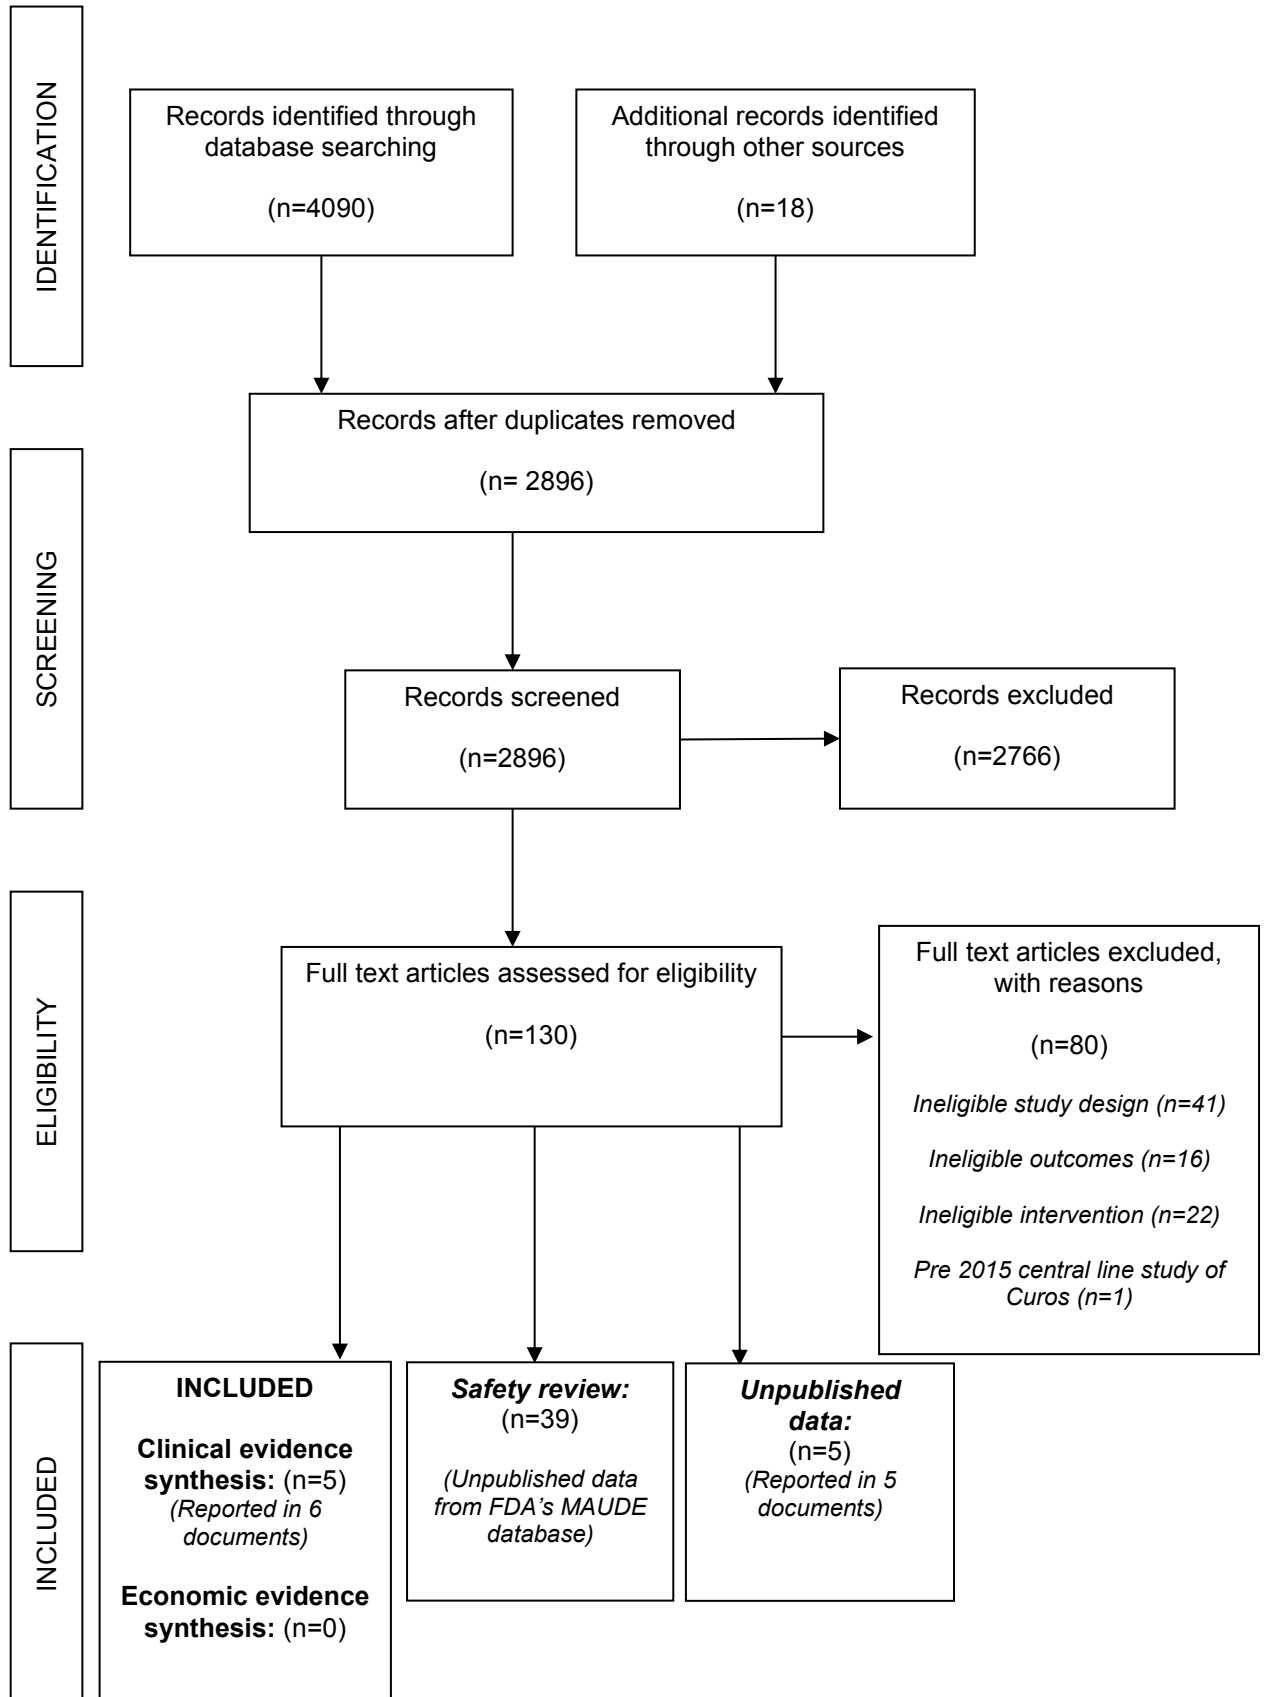 IDENTIFICATION
Records identified through
database searching
(n=4090)
Additional records identified
through other sources
(n=18)
Records after duplicates removed
(n= 2896)
SCREENING
Records screened
(n=2896)
Records excluded
(n=2766)
ELIGIBILITY
Full text articles assessed for eligibility
(n=130)
Full text articles excluded,
with reasons
(n=80)
Ineligible study design (n=41)
Ineligible outcomes (n=16)
Ineligible intervention (n=22)
Pre 2015 central line study of
Curos (n=1)
INCLUDED
INCLUDED
Clinical evidence
synthesis: (n=5)
(Reported in 6
documents)
Economic evidence
synthesis: (n=0)
Safety review:
(n=39)
(Unpublished data
from FDA's MAUDE
database)
Unpublished
data:
(n=5)
(Reported in 5
documents)